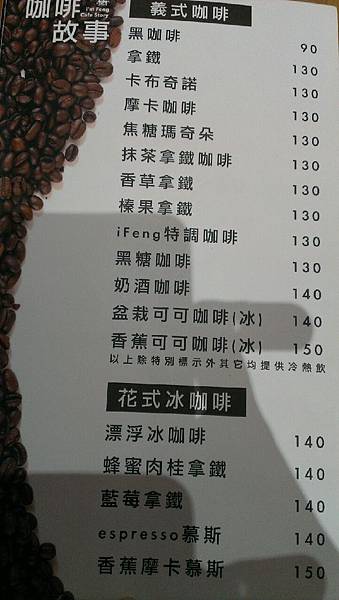 咖啡
故事
I'm Feng
Cafe Story
義式咖啡
黑咖啡 90
拿鐵 130
卡布奇諾 130
摩卡咖啡 130
焦糖瑪奇朵 130
抹茶拿鐵咖啡 130
香草拿鐵 130
榛果拿鐵 130
iFeng特調咖啡 130
黑糖咖啡 130
奶酒咖啡 140
盆栽可可咖啡(冰) 140
香蕉可可咖啡(冰) 150
以上除特別標示外其它均提供冷熱飲
花式冰咖啡
漂浮冰咖啡 140
蜂蜜肉桂拿鐵 140
藍莓拿鐵 140
espresso慕斯 140
香蕉摩卡慕斯 150